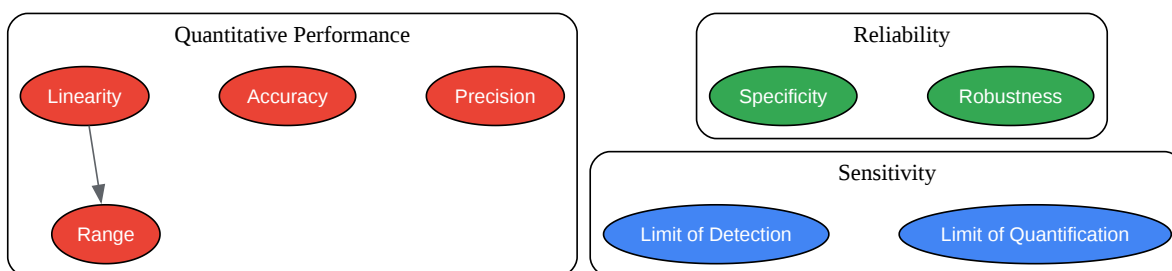 Quantitative Performance
Linearity
Accuracy
Precision
Range
Reliability
Specificity
Robustness
Sensitivity
Limit of Detection
Limit of Quantification